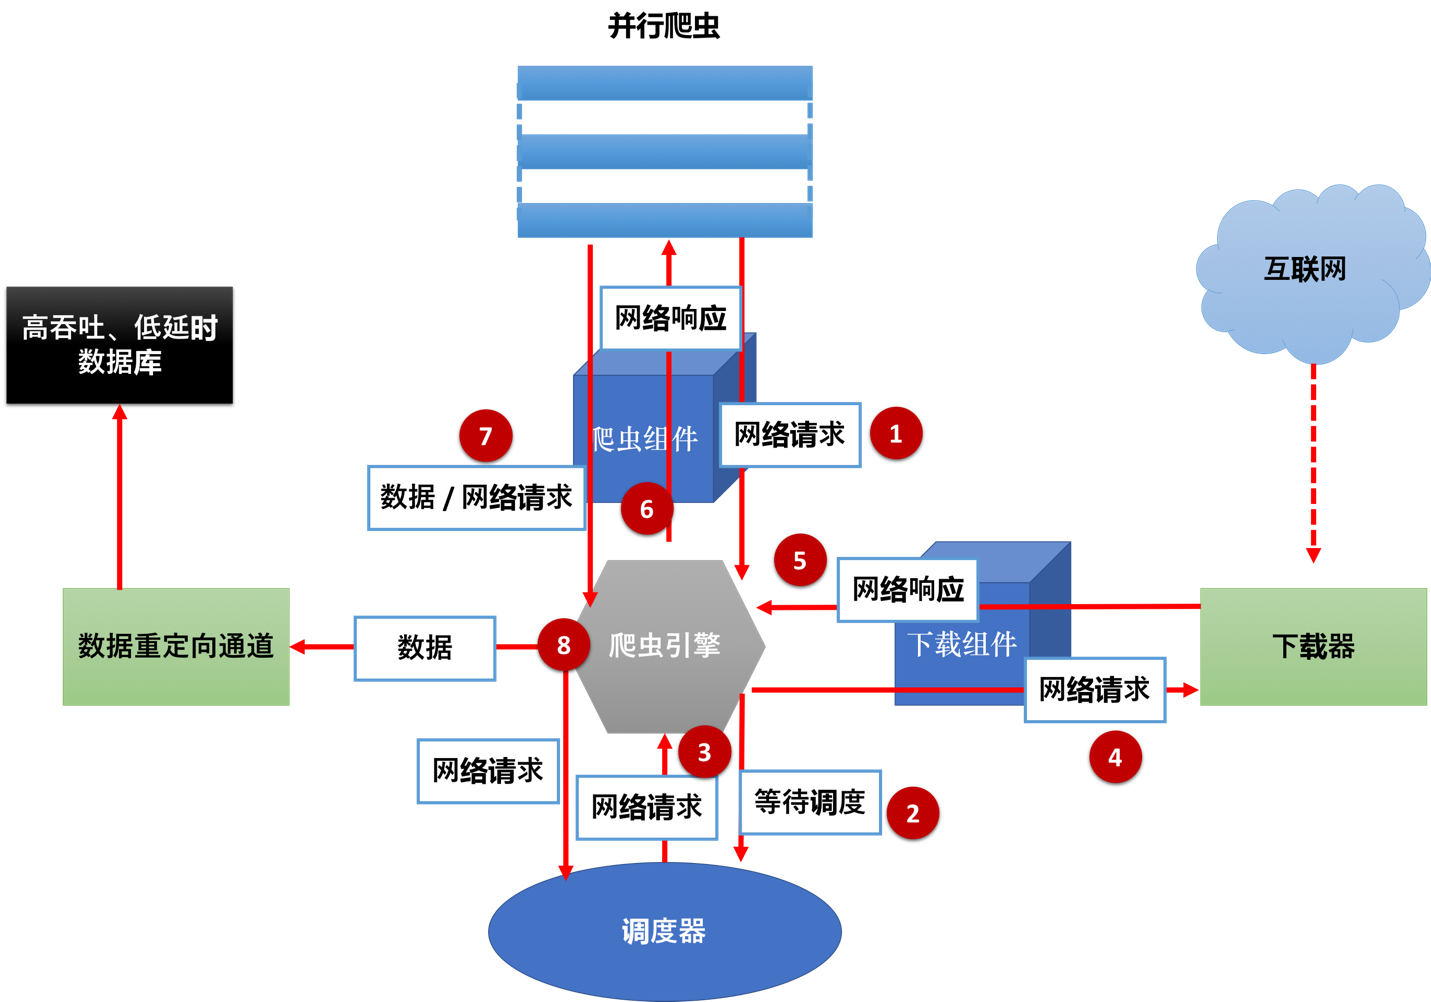 并行爬虫
互联网
网络响应
高吞吐、低延时
数据库
爬虫组件
网络请求
1
7
数据 / 网络请求
6
5
网络响应
下载组件
下载器
数据重定向通道
数据
8
爬虫引擎
网络请求
4
3
网络请求
网络请求
等待调度
2
调度器